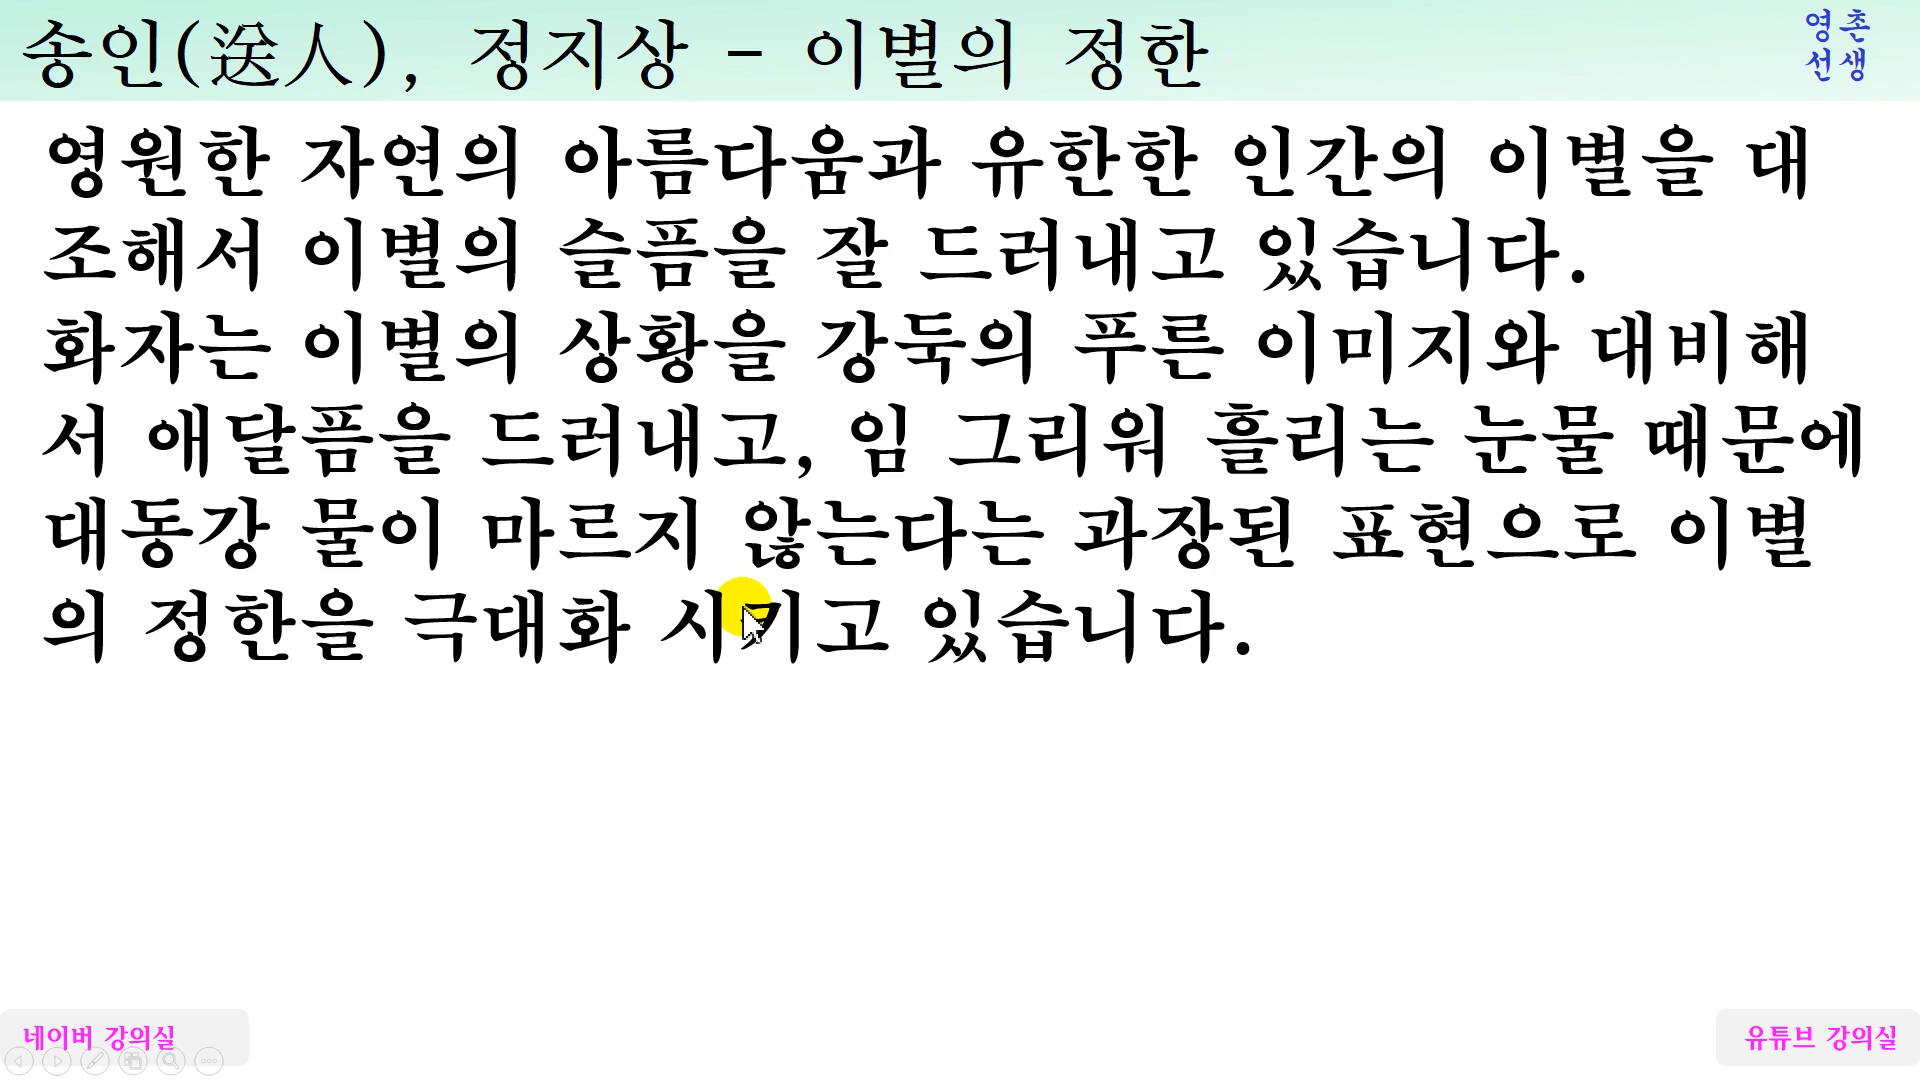 송인(送人), 정지상 - 이별의 정한
영촌
선생
영원한 자연의 아름다움과 유한한 인간의 이별을 대
조해서 이별의 슬픔을 잘 드러내고 있습니다.
화자는 이별의 상황을 강둑의 푸른 이미지와 대비해
서 애달픔을 드러내고, 임 그리워 흘리는 눈물 때문에
대동강 물이 마르지 않는다는 과장된 표현으로 이별
의 정한을 극대화 시키고 있습니다.
네이버 강의실
유튜브 강의실